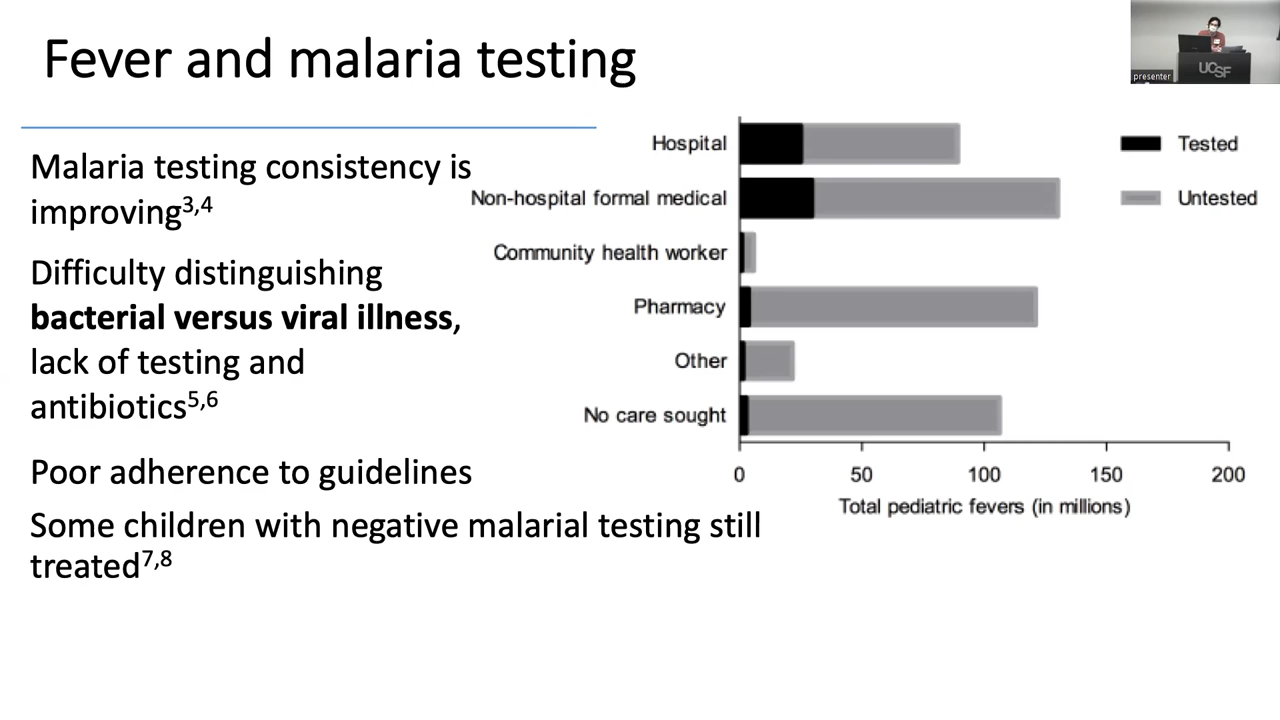 Fever and malaria testing
presenter
UCSF
Malaria testing consistency is
improving3,4
Difficulty distinguishing
bacterial versus viral illness,
lack of testing and
antibiotics5,6
Poor adherence to guidelines
Some children with negative malarial testing still
treated7,8
Hospital
Non-hospital formal medical
Community health worker
Pharmacy
Other
No care sought
0 50 100 150 200
Total pediatric fevers (in millions)
Tested
Untested